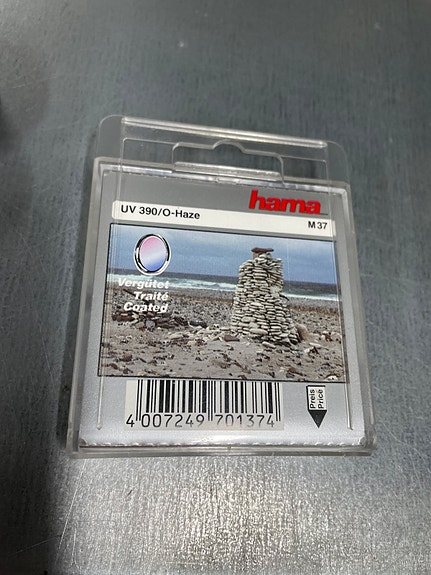 hama
UV 390/O-Haze
M 37
Vergütet
Traité
Coated
Preis
Price
4 007249 701374